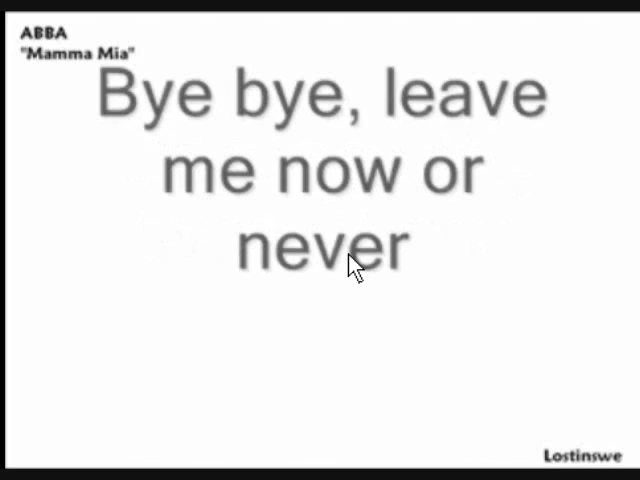 ABBA
"Mamma Mia"
Bye bye, leave
me now or
never
Lostinswe